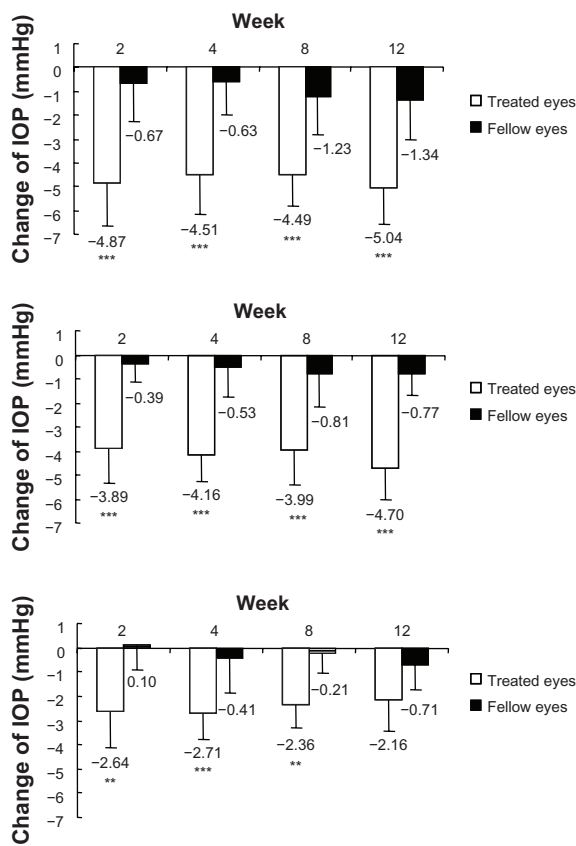 Week
2 4 8 12
Change of IOP (mmHg)
1
0
−1
−2
−3
−4
−5
−6
−7
−0.67 −0.63 −1.23 −1.34
−4.87 −4.51 −4.49 −5.04
*** *** *** ***
Treated eyes
Fellow eyes
Week
2 4 8 12
Change of IOP (mmHg)
1
0
−1
−2
−3
−4
−5
−6
−7
−0.39 −0.53 −0.81 −0.77
−3.89 −4.16 −3.99 −4.70
*** *** *** ***
Treated eyes
Fellow eyes
Week
2 4 8 12
Change of IOP (mmHg)
1
0
−1
−2
−3
−4
−5
−6
−7
0.10 −0.41 −0.21 −0.71
−2.64 −2.71 −2.36 −2.16
** *** **
Treated eyes
Fellow eyes